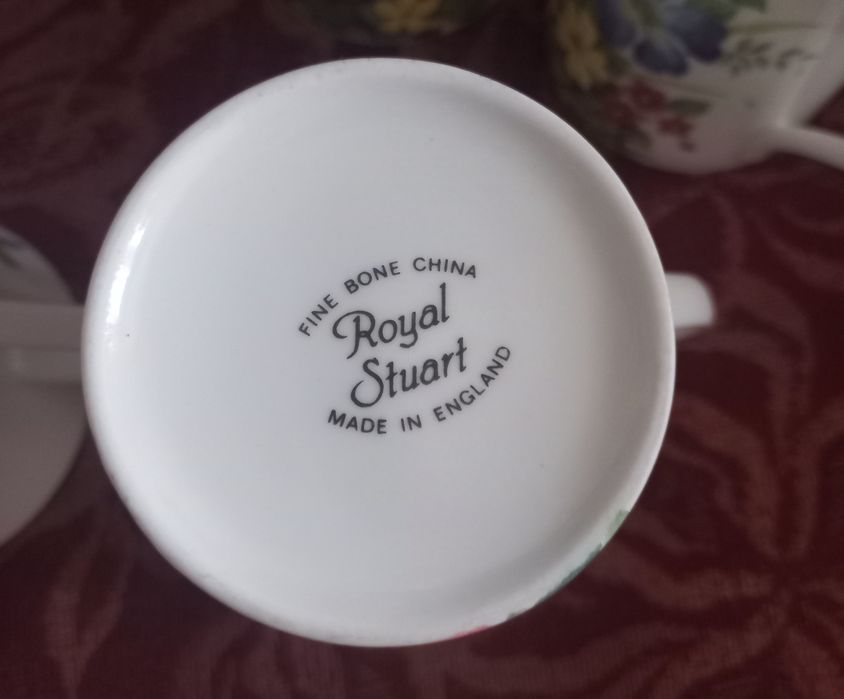 FINE BONE CHINA
Royal
Stuart
MADE IN ENGLAND